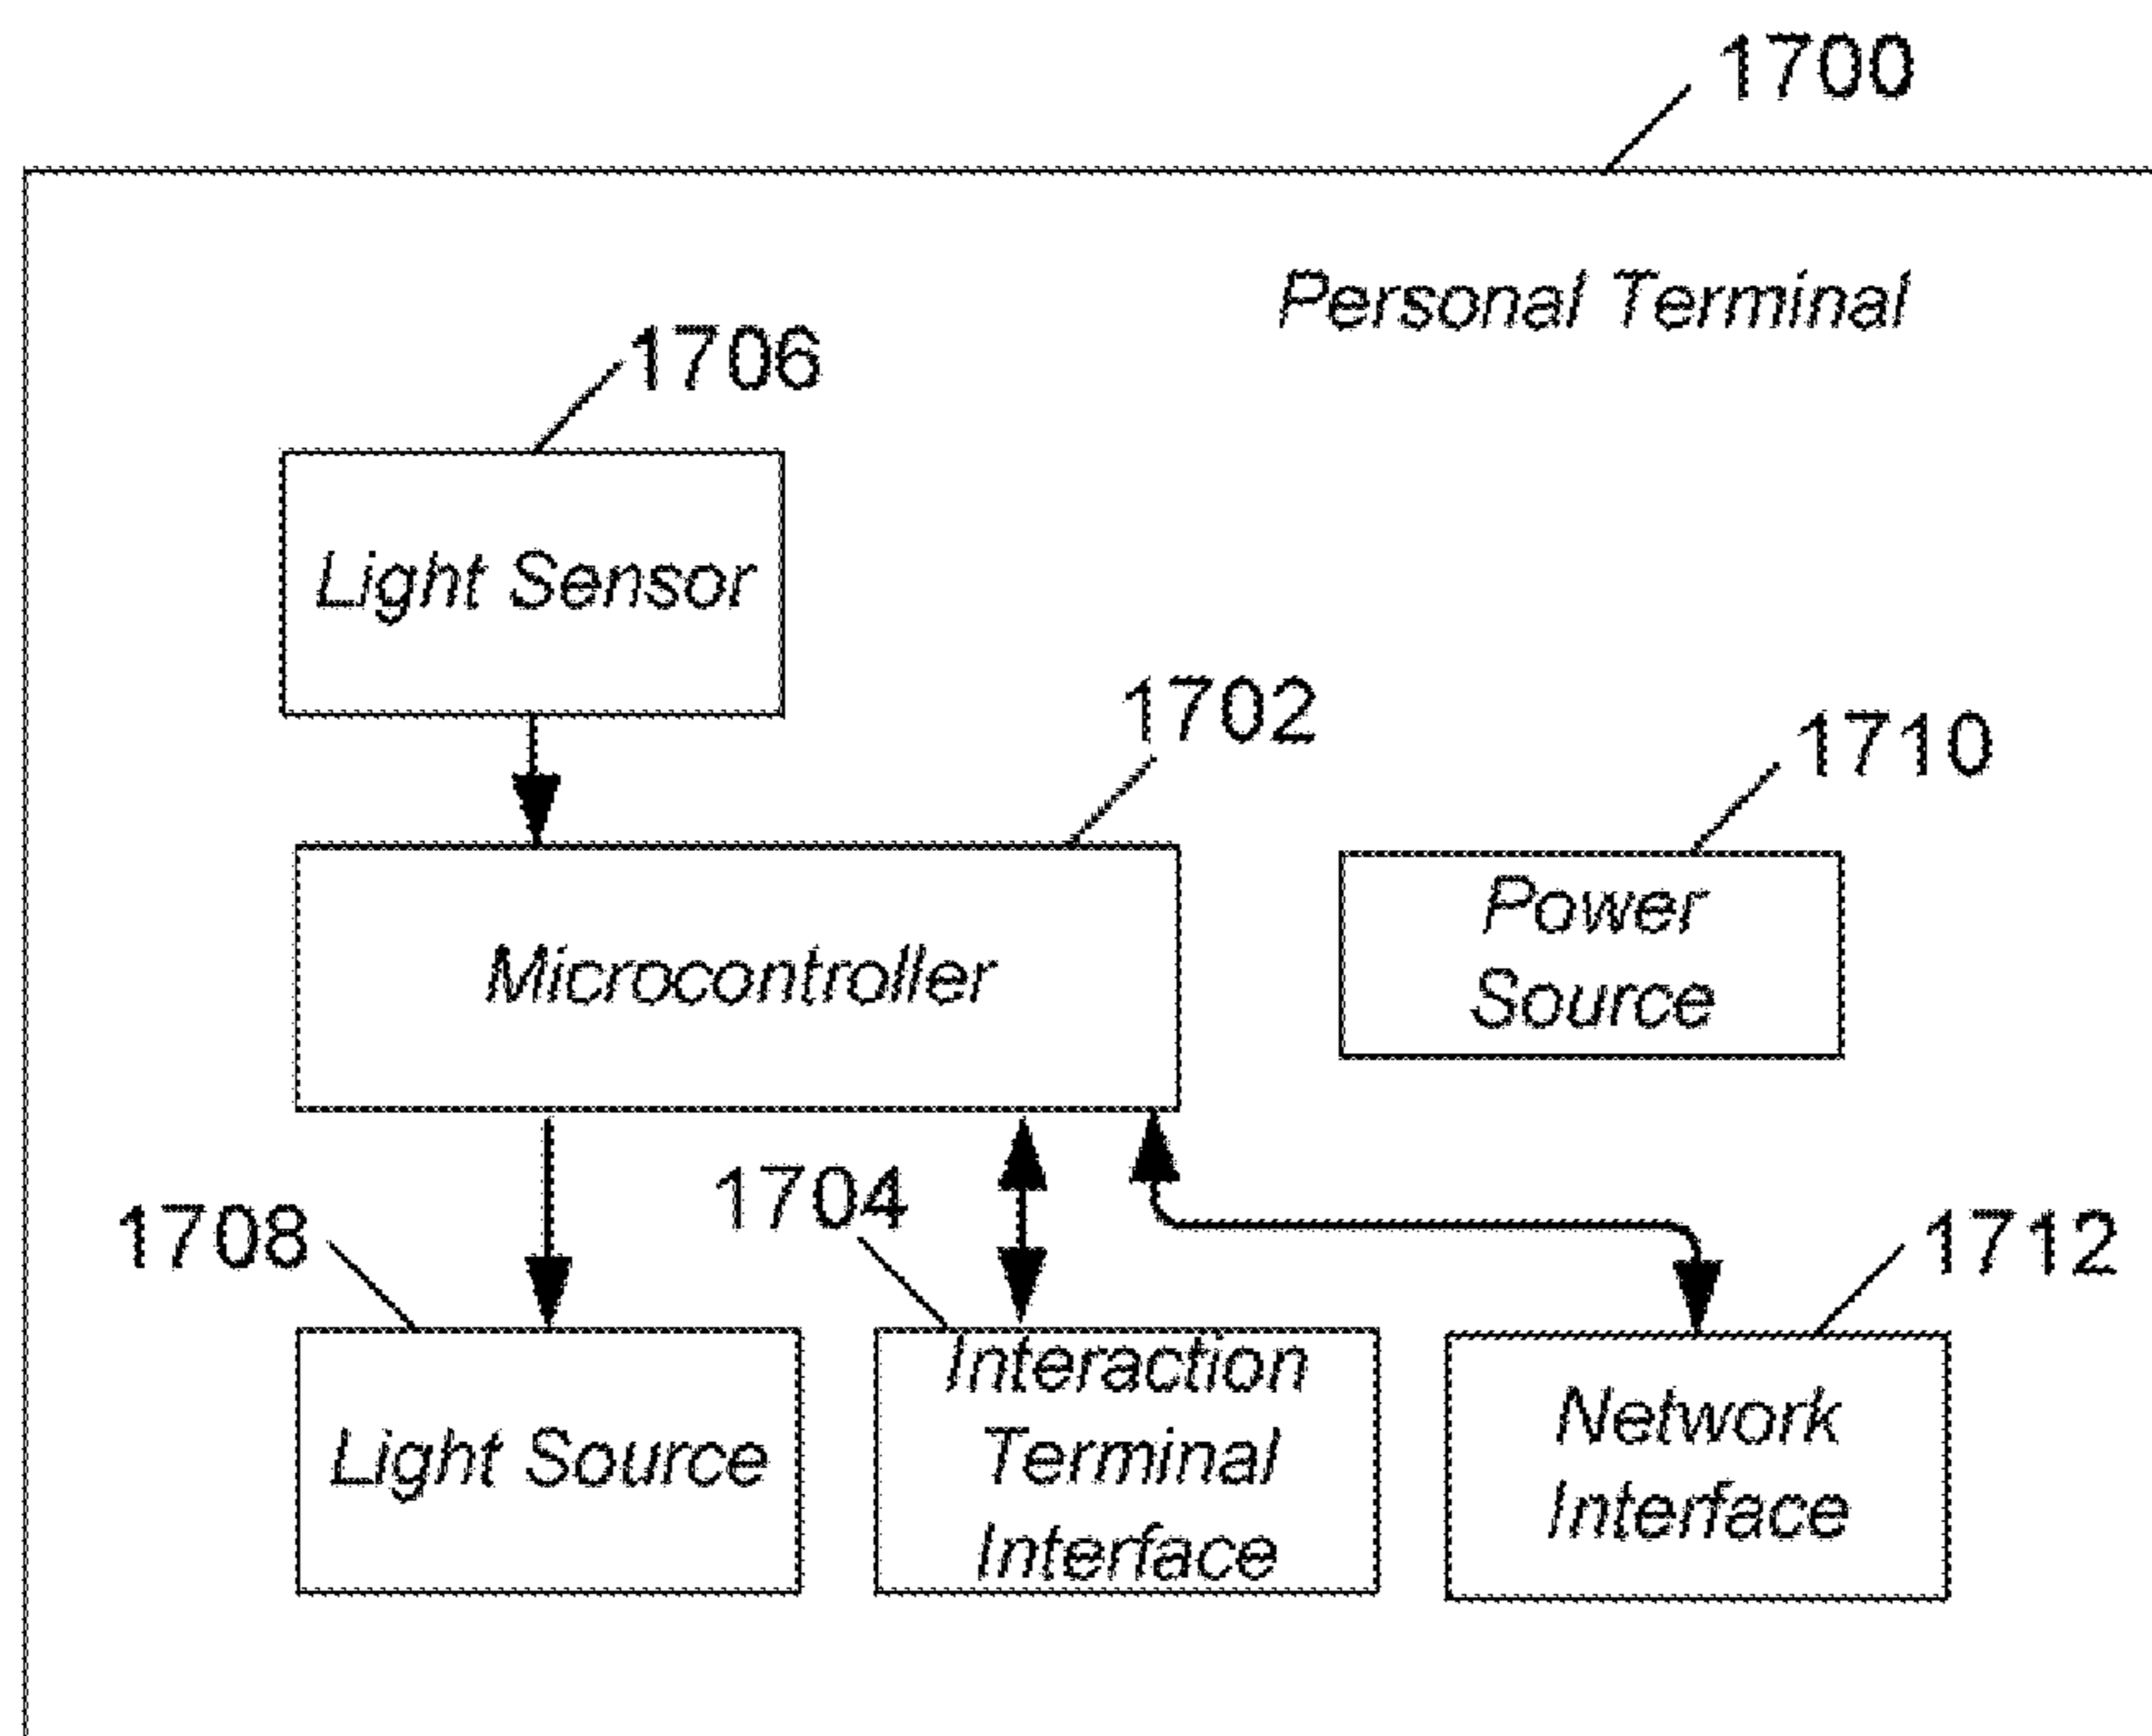 1700
Personal Terminal
1706
Light Sensor
1702
1710
Microcontroller
Power
Source
1704
1708
1712
Light Source
Interaction
Terminal
Interface
Network
Interface